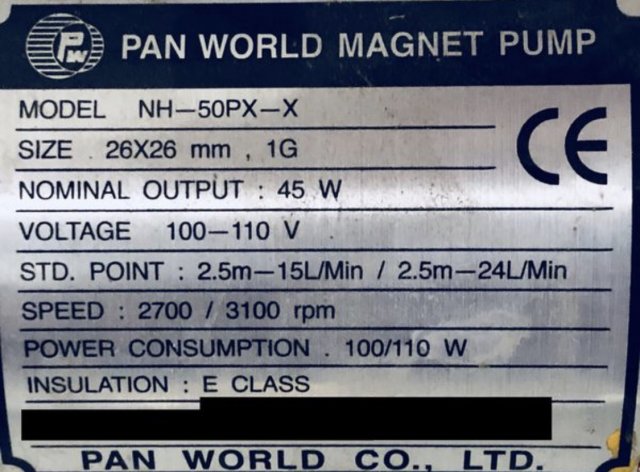 PW PAN WORLD MAGNET PUMP
MODEL NH-50PX-X
SIZE . 26X26 mm , 1G
CE
NOMINAL OUTPUT : 45 W
VOLTAGE 100-110 V
STD. POINT : 2.5m-15L/Min / 2.5m-24L/Min
SPEED : 2700 / 3100 rpm
POWER CONSUMPTION . 100/110 W
INSULATION : E CLASS
PAN WORLD CO., LTD.